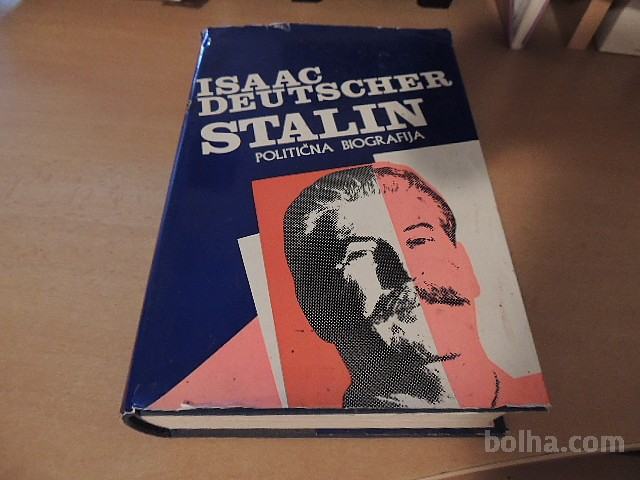 ISAAC
DEUTSCHER
STALIN
POLITIČNA BIOGRAFIJA
bolha.com